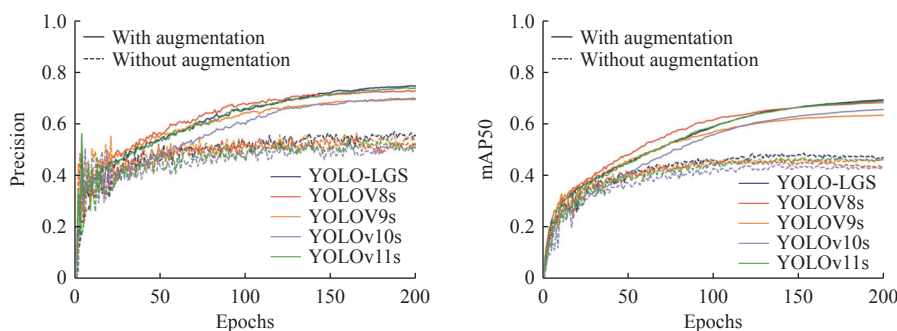 1.0
With augmentation
Without augmentation
0.8
0.6
0.4
0.2
0
Precision
YOLO-LGS
YOLOV8s
YOLOV9s
YOLOv10s
YOLOv11s
0 50 100 150 200
Epochs
1.0
With augmentation
Without augmentation
0.8
0.6
0.4
0.2
0
mAP50
YOLO-LGS
YOLOV8s
YOLOV9s
YOLOv10s
YOLOv11s
0 50 100 150 200
Epochs